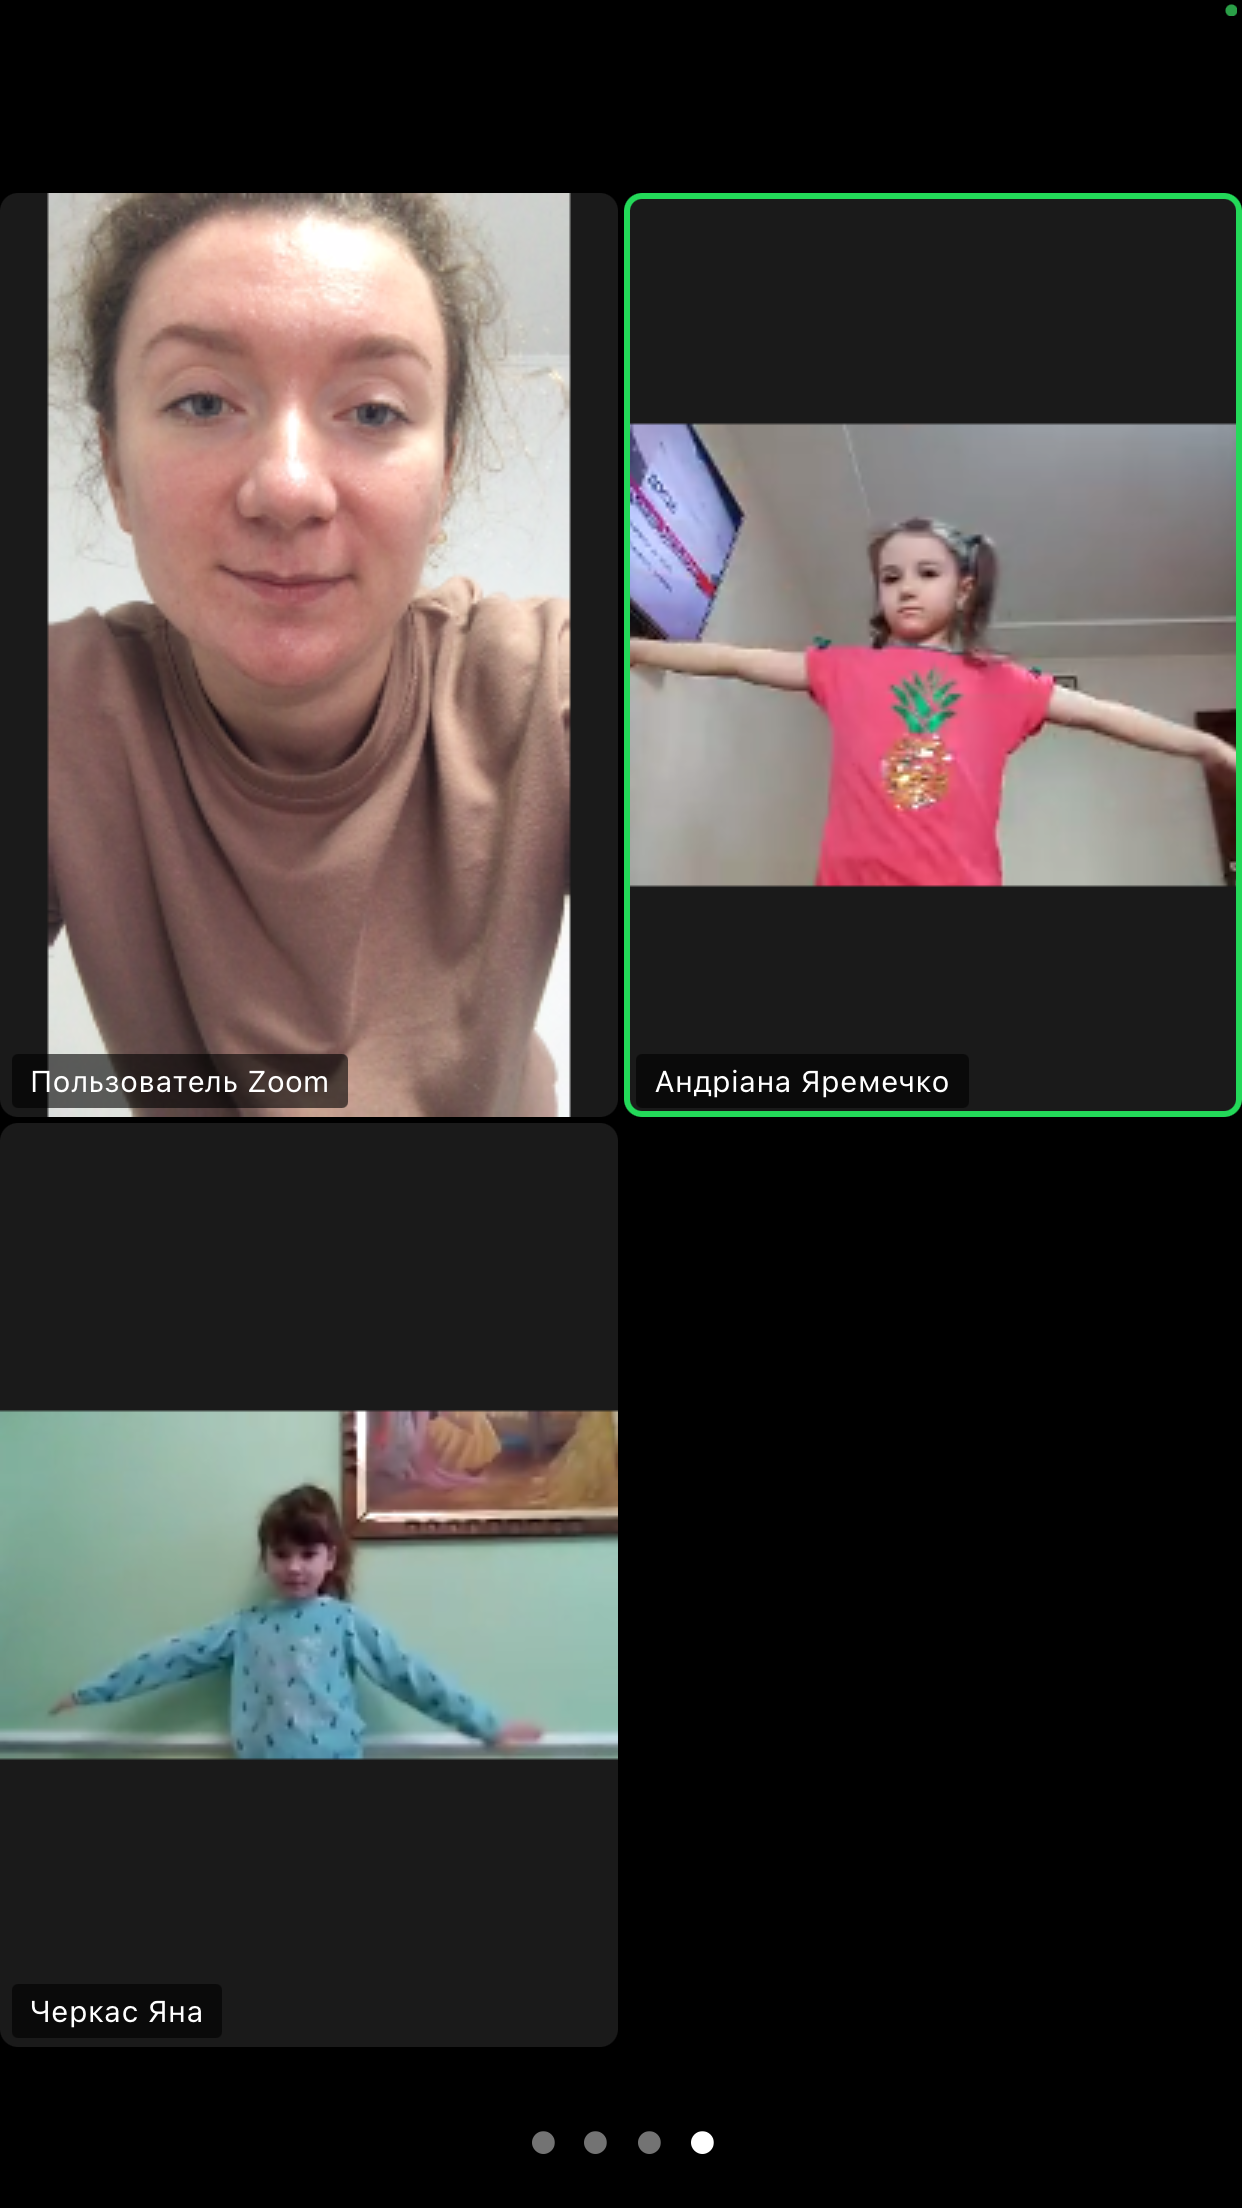 Пользователь Zoom
Андріана Яремечко
Черкас Яна